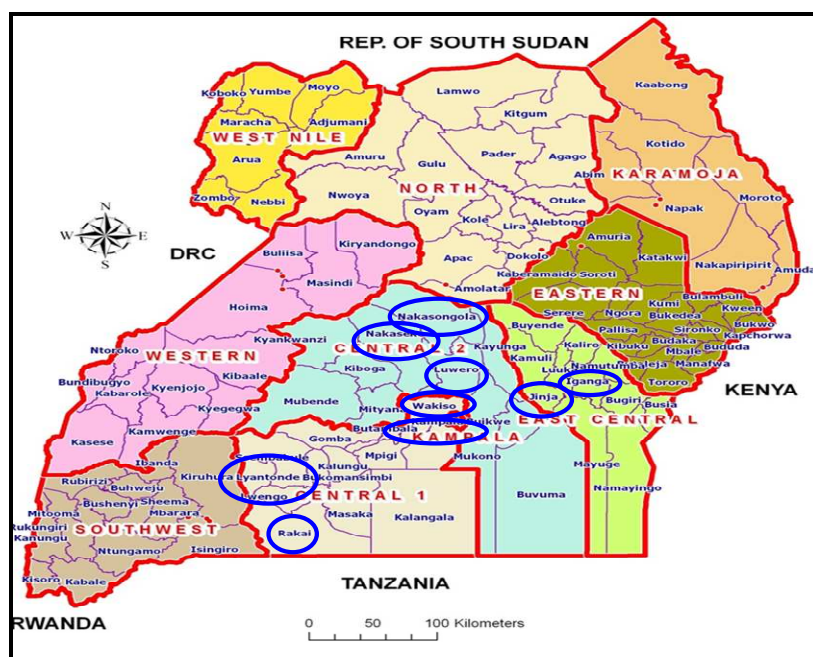 REP. OF SOUTH SUDAN
Koboko
Yumbe
Moyo
Maracha
Adjumani
WEST NILE
Arua
Zombo
Nebbi
Lamwo
Kitgum
Kaabong
Amuru
Gulu
Pader
Agago
Abim
Kotido
KARAMOJA
Nwoya
NORTH
Otuke
Moroto
Oyam
Kole
Lira
Alebtong
Napak
N
W
E
S
DRC
Buliisa
Kiryandongo
Masindi
Apac
Dokolo
Amolatar
Amuria
Katakwi
Nakapiripirit
Amuda
Kaberamaido
Soroti
EASTERN
Hoima
Nakasongola
Serere
Ngora
Kumi
Bukedea
Bulambuli
Kween
Bukwo
Kapchorwa
Sironko
Pallisa
Budaka
Kibuku
Mbale
Bududa
Manafwa
Tororo
KENYA
Ntoroko
WESTERN
Kyankwanzi
CENTRAL 2
Kayunga
Buyende
Kaliro
Kamuli
Namutumba
Iganga
Bundibugyo
Kabarole
Kyenjojo
Kibaale
Kiboga
Luwero
Jinja
Bugiri
Busia
Kyegegwa
Mubende
Mityana
Wakiso
EAST CENTRAL
Kasese
Kamwenge
KAMPALA
Mukono
Mayuge
Namayingo
Buvuma
Gomba
Mpigi
Ibanda
Kiruhura
Lyantonde
Kalungu
Bukomansimbi
Lwengo
CENTRAL 1
Masaka
Kalangala
Rakai
Rubirizi
Buhweju
Sheema
Mitooma
Bushenyi
Mbarara
SOUTHWEST
Kanungu
Ntungamo
Isingiro
Kisoro
Kabale
TANZANIA
RWANDA
0 50 100 Kilometers